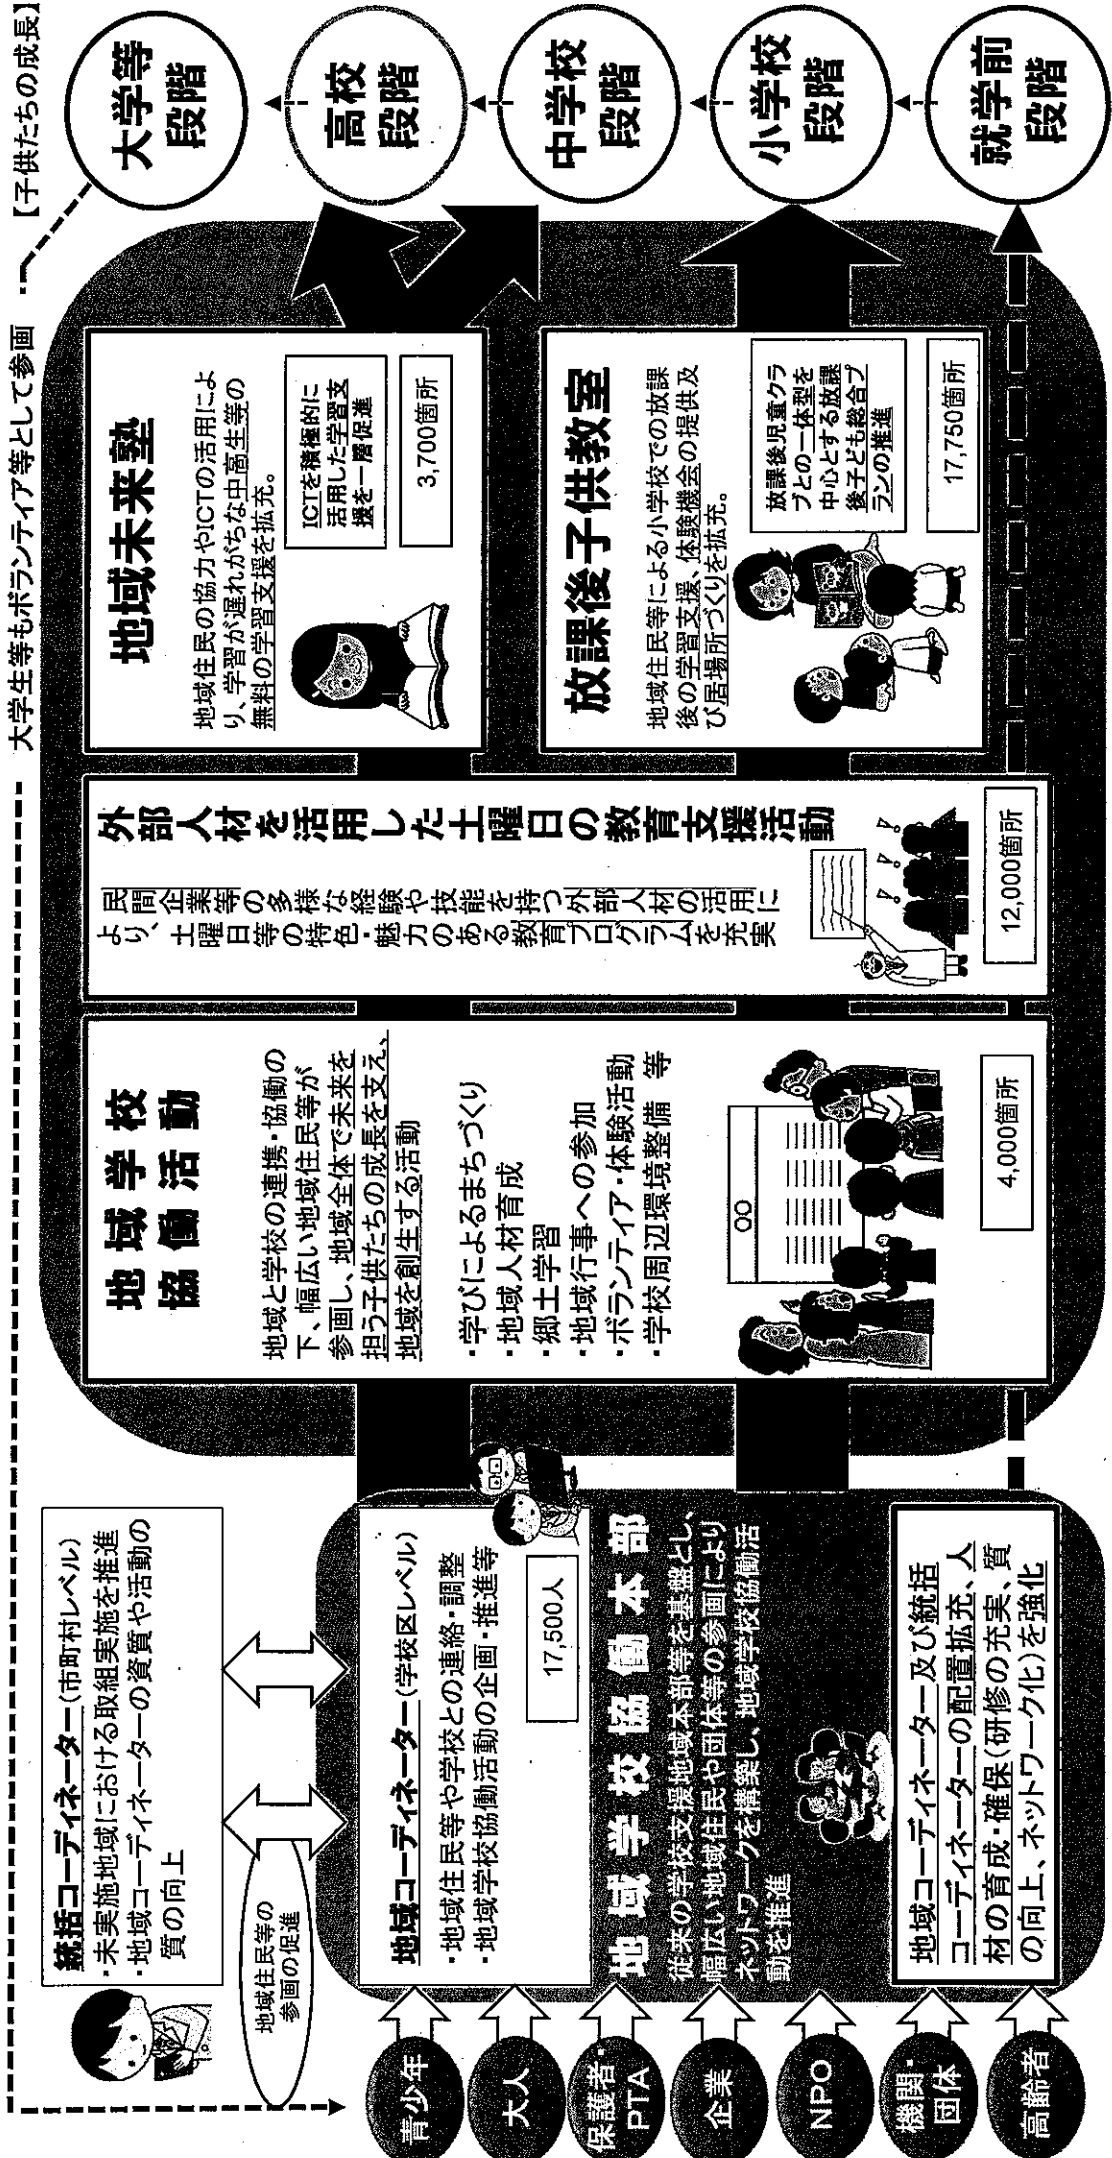 大学生等もボランティア等として参画
【子供たちの成長】
統括コーディネーター(市町村レベル)
・未実施地域における取組実施を推進
・地域コーディネーターの資質や活動の
質の向上
地域住民等の
参画の促進
青少年
大人
保護者・
PTA
企業
NPO
機関・
団体
高齢者
地域コーディネーター(学校区レベル)
・地域住民等や学校との連絡・調整
・地域学校協働活動の企画・推進等
17,500人
地域学校協働本部
従来の学校支援地域本部等を基盤とし、
幅広い地域住民や団体等の参画により
ネットワークを構築し、地域学校協働活
動を推進
地域コーディネーター及び統括
コーディネーターの配置拡充、人
材の育成・確保(研修の充実、質
の向上、ネットワーク化)を強化
地域学校
協働活動
地域と学校の連携・協働の
下、幅広い地域住民等が
参画し、地域全体で未来を
担う子供たちの成長を支え、
地域を創生する活動
・学びによるまちづくり
・地域人材育成
・郷土学習
・地域行事への参加
・ボランティア・体験活動
・学校周辺環境整備 等
〇〇
4,000箇所
外部人材を活用した土曜日の教育支援活動
民間企業等の多様な経験や技能を持つ外部人材の活用に
より、土曜日等の特色・魅力のある教育プログラムを充実
12,000箇所
地域未来塾
地域住民の協力やICTの活用によ
り、学習が遅れがちな中高生等の
無料の学習支援を拡充。
ICTを積極的に
活用した学習支
援を一層促進
3,700箇所
放課後子供教室
地域住民等による小学校での放課
後の学習支援、体験機会の提供及
び居場所づくりを拡充。
放課後児童クラ
ブとの一体型を
中心とする放課
後子ども総合プ
ランの推進
17,750箇所
大学等
段階
高校
段階
中学校
段階
小学校
段階
就学前
段階